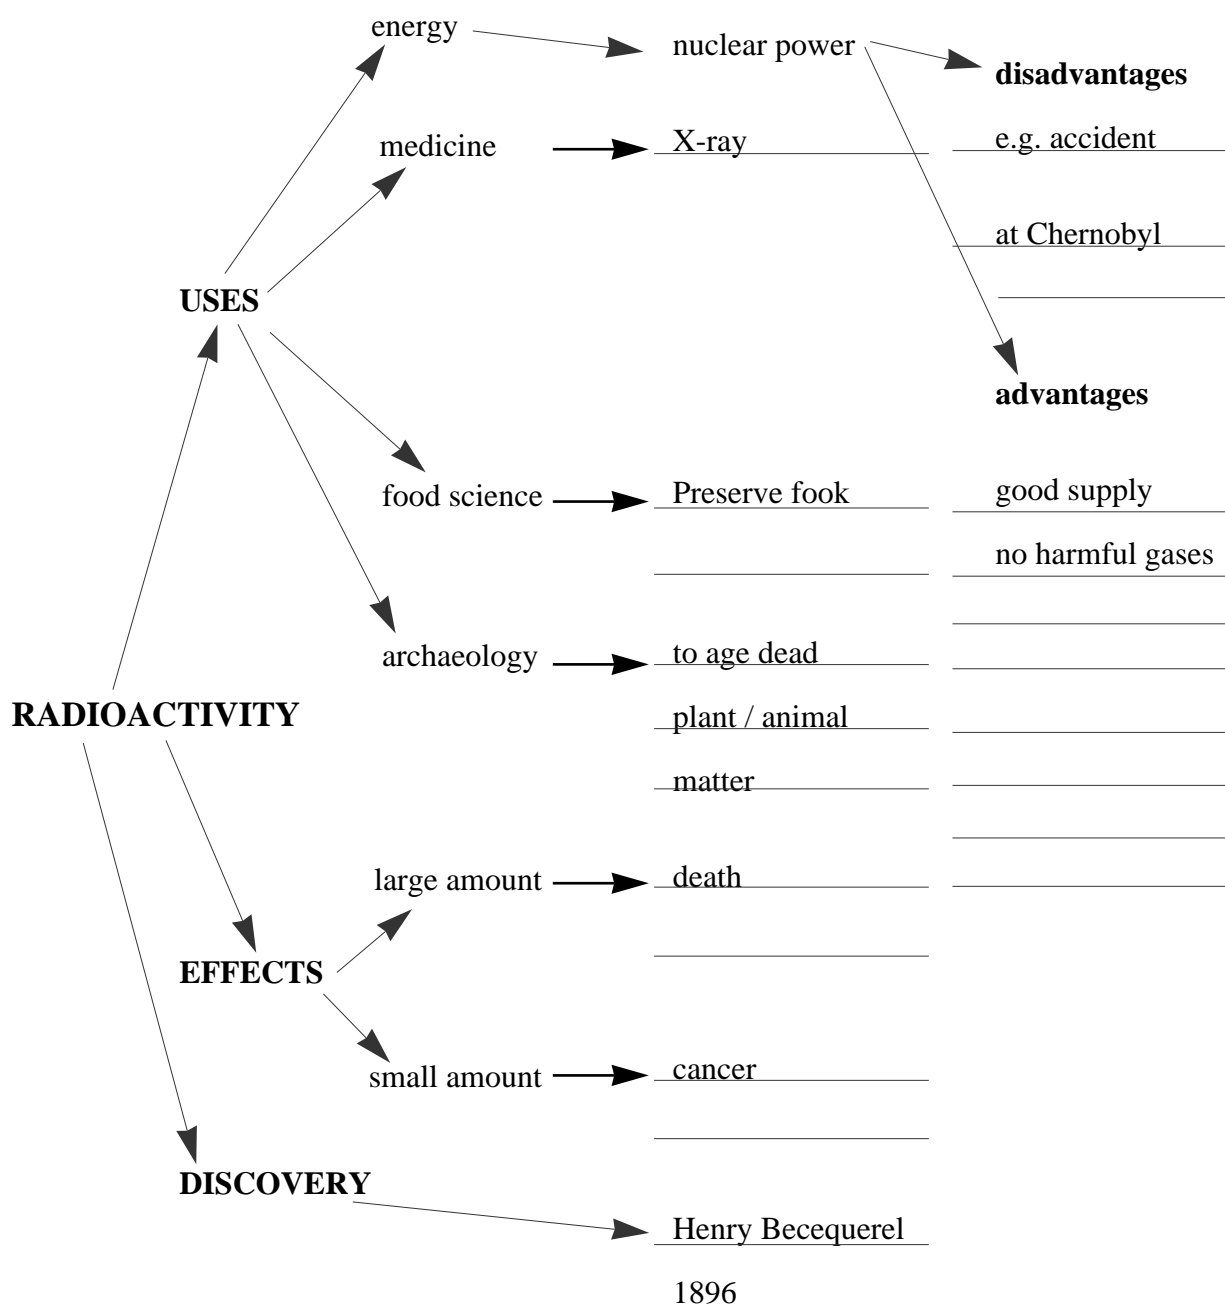 energy
nuclear power
disadvantages
medicine
X-ray
e.g. accident
at Chernobyl
USES
advantages
food science
Preserve fook
good supply
no harmful gases
archaeology
to age dead
RADIOACTIVITY
plant / animal
matter
large amount
death
EFFECTS
small amount
cancer
DISCOVERY
Henry Becequerel
1896